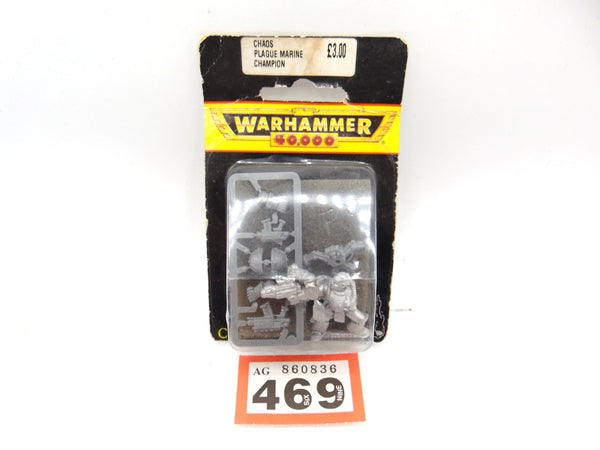 CHAOS
PLAGUE MARINE
CHAMPION
£3.00
WARHAMMER
40,000
®
C
AG 860836
469
SIX
NINE